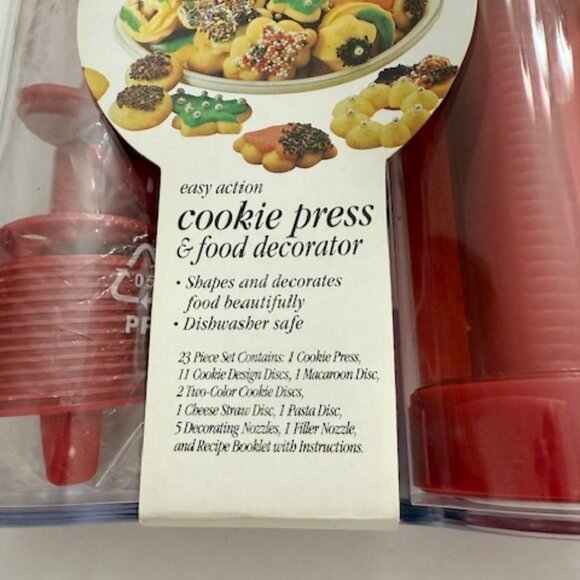 easy action
cookie press
& food decorator
• Shapes and decorates
food beautifully
• Dishwasher safe
23 Piece Set Contains: 1 Cookie Press,
11 Cookie Design Discs, 1 Macaroon Disc,
2 Two-Color Cookie Discs,
1 Cheese Straw Disc, 1 Pasta Disc,
5 Decorating Nozzles, 1 Filler Nozzle,
and Recipe Booklet with Instructions.
05
PP